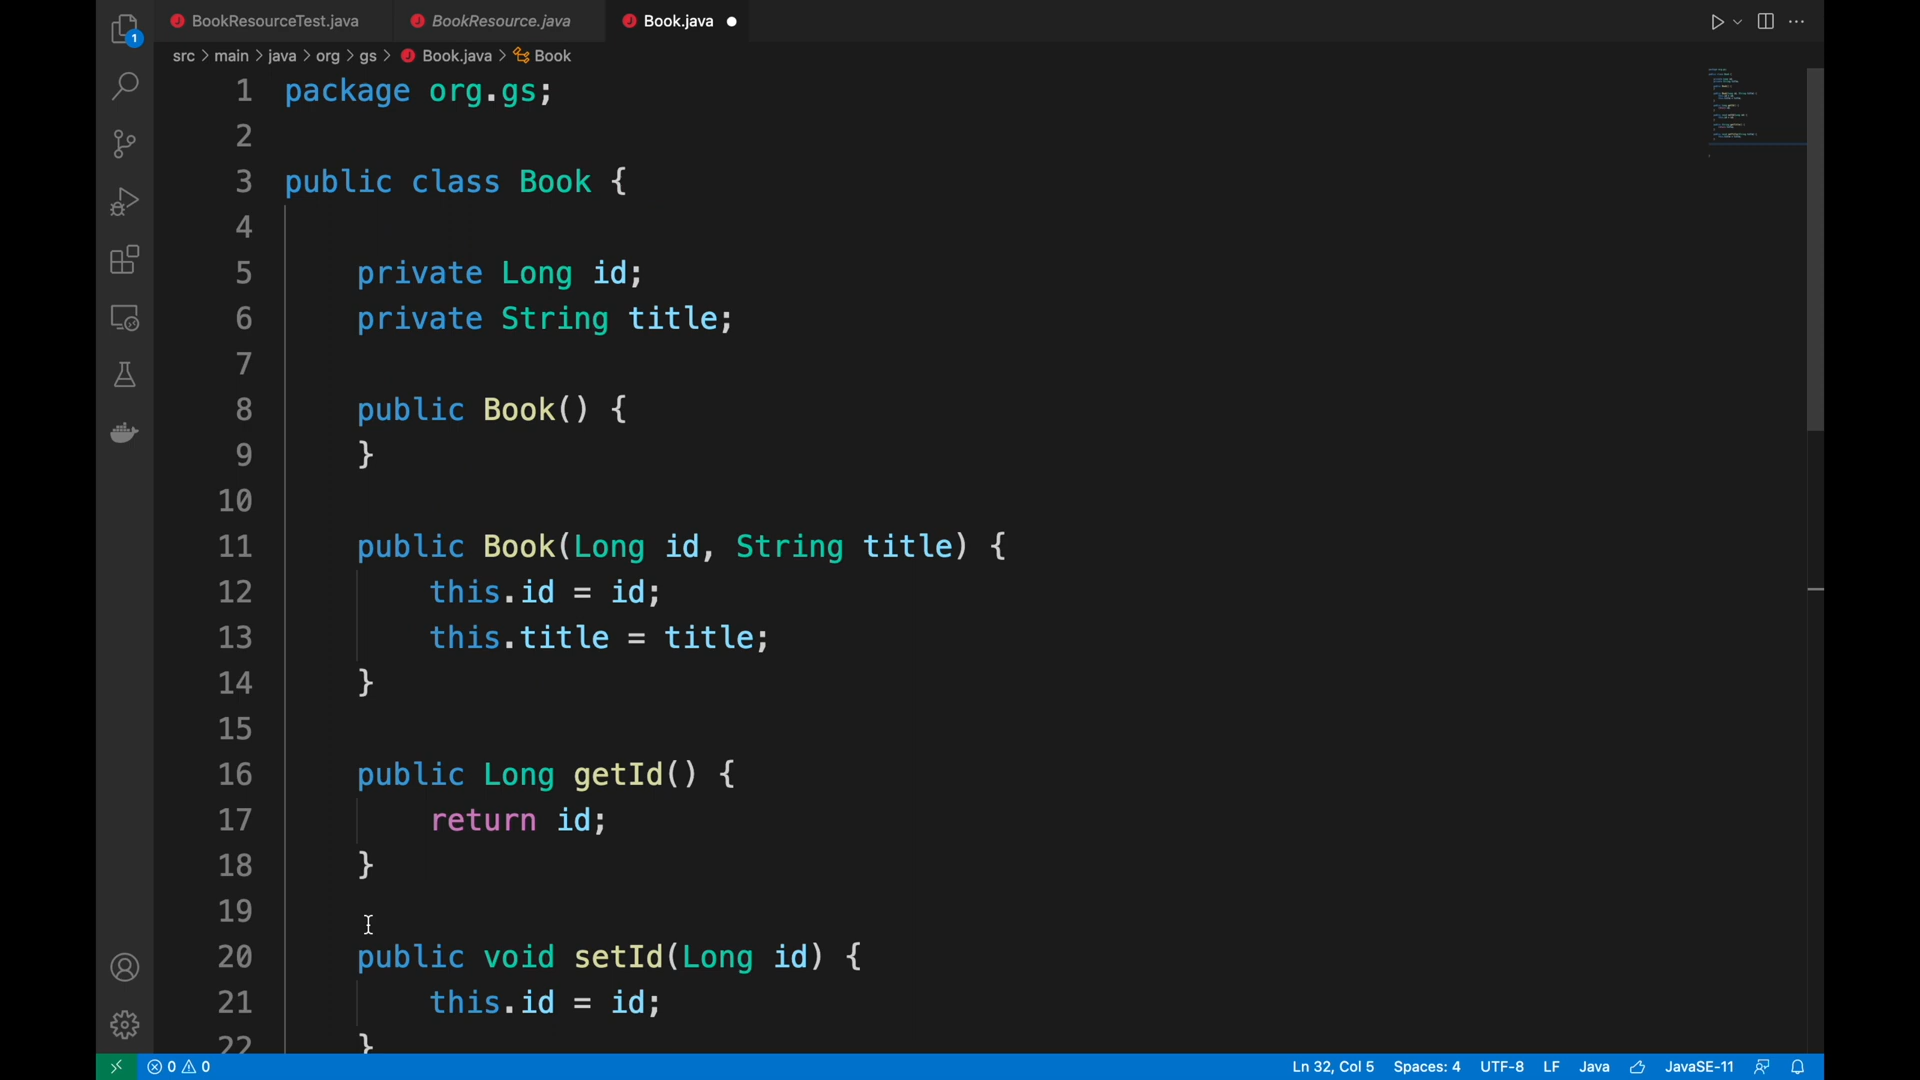 1
BookResourceTest.java BookResource.java Book.java
src > main > java > org > gs > Book.java > Book
1 package org.gs;
2
3 public class Book {
4
5 private Long id;
6 private String title;
7
8 public Book() {
9 }
10
11 public Book(Long id, String title) {
12 this.id = id;
13 this.title = title;
14 }
15
16 public Long getId() {
17 return id;
18 }
19
20 public void setId(Long id) {
21 this.id = id;
22 }
0 0 Ln 32, Col 5 Spaces: 4 UTF-8 LF Java JavaSE-11